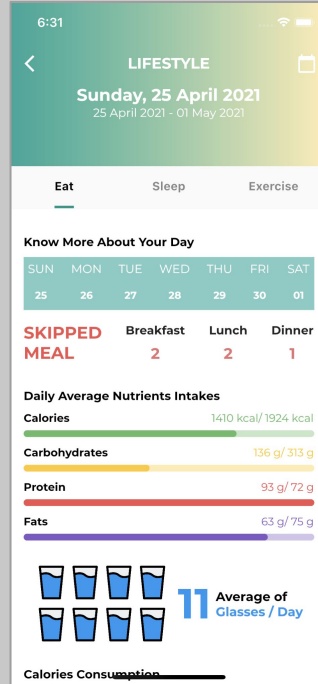 6:31
LIFESTYLE
Sunday, 25 April 2021
25 April 2021 - 01 May 2021
Eat Sleep Exercise
Know More About Your Day
SUN MON TUE WED THU FRI SAT
25 26 27 28 29 30 01
SKIPPED MEAL
Breakfast Lunch Dinner
2 2 1
Daily Average Nutrients Intakes
Calories 1410 kcal/ 1924 kcal
Carbohydrates 136 g/ 313 g
Protein 93 g/ 72 g
Fats 63 g/ 75 g
11 Average of
Glasses / Day
Calories Consumption